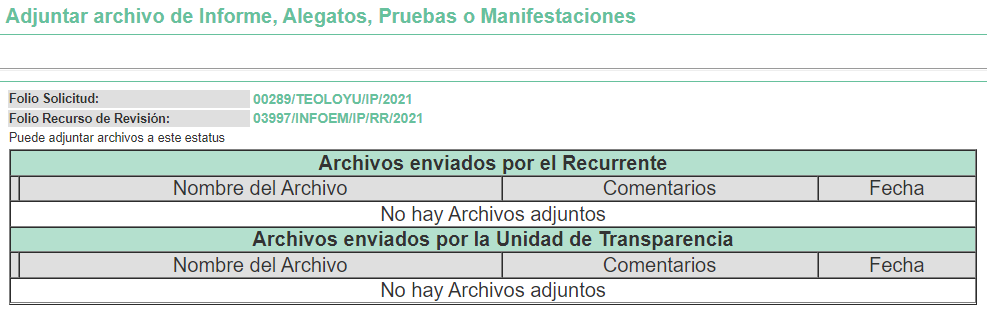 Adjuntar archivo de Informe, Alegatos, Pruebas o Manifestaciones
Folio Solicitud: 00289/TEOLOYU/IP/2021
Folio Recurso de Revisión: 03997/INFOEM/IP/RR/2021
Puede adjuntar archivos a este estatus
Archivos enviados por el Recurrente
Nombre del Archivo Comentarios Fecha
No hay Archivos adjuntos
Archivos enviados por la Unidad de Transparencia
Nombre del Archivo Comentarios Fecha
No hay Archivos adjuntos